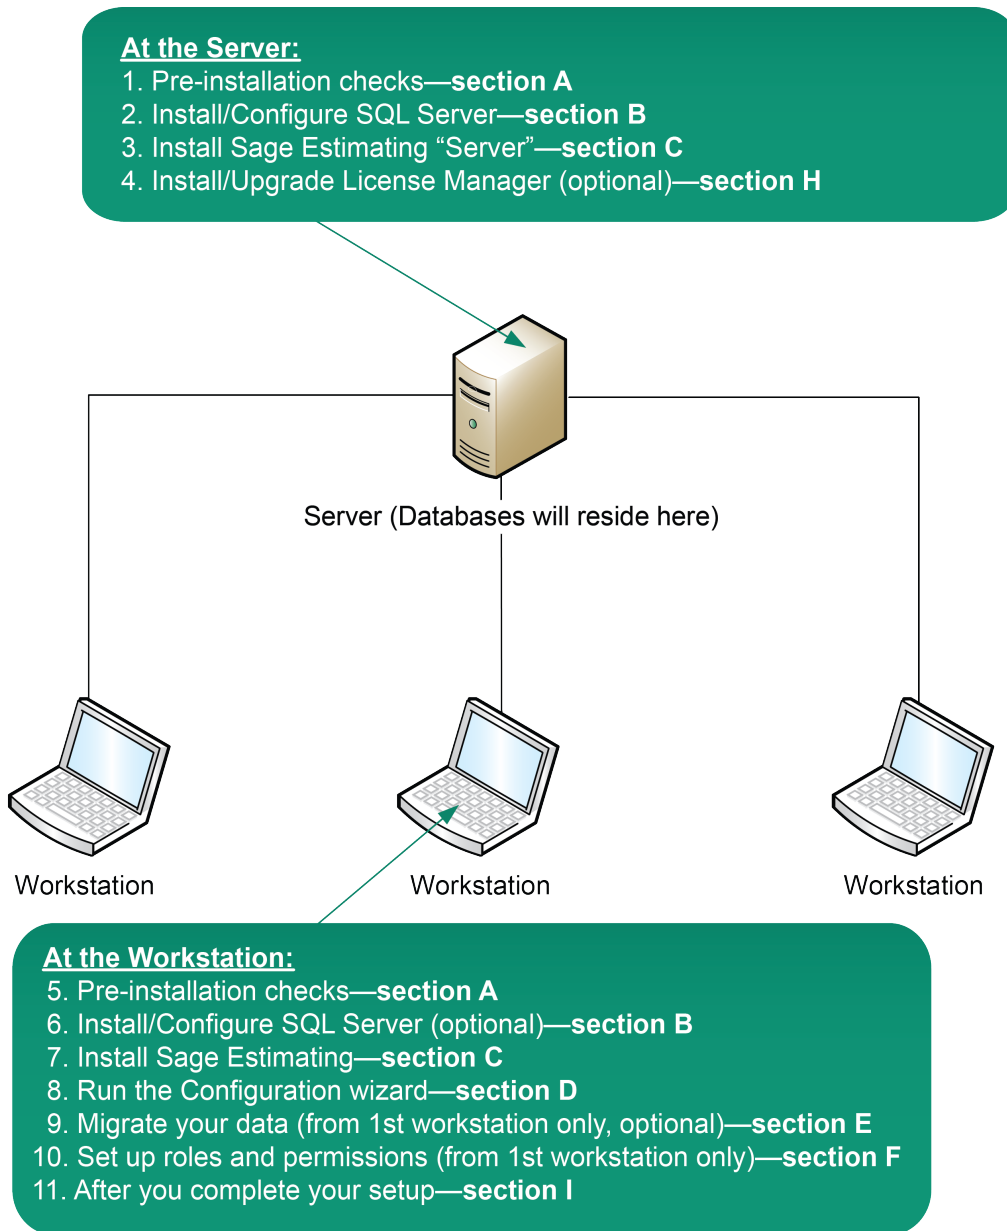 At the Server:
1. Pre-installation checks—section A
2. Install/Configure SQL Server—section B
3. Install Sage Estimating “Server”—section C
4. Install/Upgrade License Manager (optional)—section H
Server (Databases will reside here)
Workstation
Workstation
Workstation
At the Workstation:
5. Pre-installation checks—section A
6. Install/Configure SQL Server (optional)—section B
7. Install Sage Estimating—section C
8. Run the Configuration wizard—section D
9. Migrate your data (from 1st workstation only, optional)—section E
10. Set up roles and permissions (from 1st workstation only)—section F
11. After you complete your setup—section I